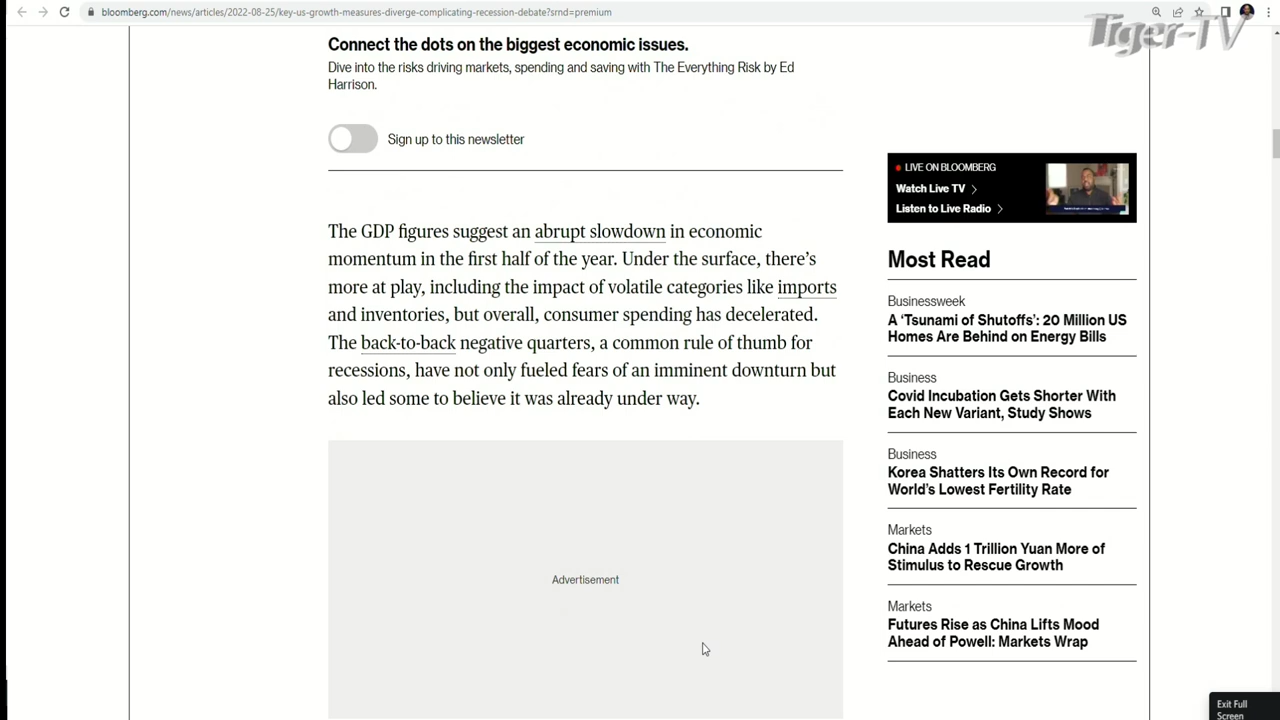 bloomberg.com/news/articles/2022-08-25/key-us-growth-measures-diverge-complicating-recession-debate?srnd=premium
Tiger-TV
Connect the dots on the biggest economic issues.
Dive into the risks driving markets, spending and saving with The Everything Risk by Ed
Harrison.
Sign up to this newsletter
The GDP figures suggest an abrupt slowdown in economic
momentum in the first half of the year. Under the surface, there's
more at play, including the impact of volatile categories like imports
and inventories, but overall, consumer spending has decelerated.
The back-to-back negative quarters, a common rule of thumb for
recessions, have not only fueled fears of an imminent downturn but
also led some to believe it was already under way.
Advertisement
LIVE ON BLOOMBERG
Watch Live TV
Listen to Live Radio
Most Read
Businessweek
A ‘Tsunami of Shutoffs’: 20 Million US
Homes Are Behind on Energy Bills
Business
Covid Incubation Gets Shorter With
Each New Variant, Study Shows
Business
Korea Shatters Its Own Record for
World's Lowest Fertility Rate
Markets
China Adds 1 Trillion Yuan More of
Stimulus to Rescue Growth
Markets
Futures Rise as China Lifts Mood
Ahead of Powell: Markets Wrap
Exit Full
Screen